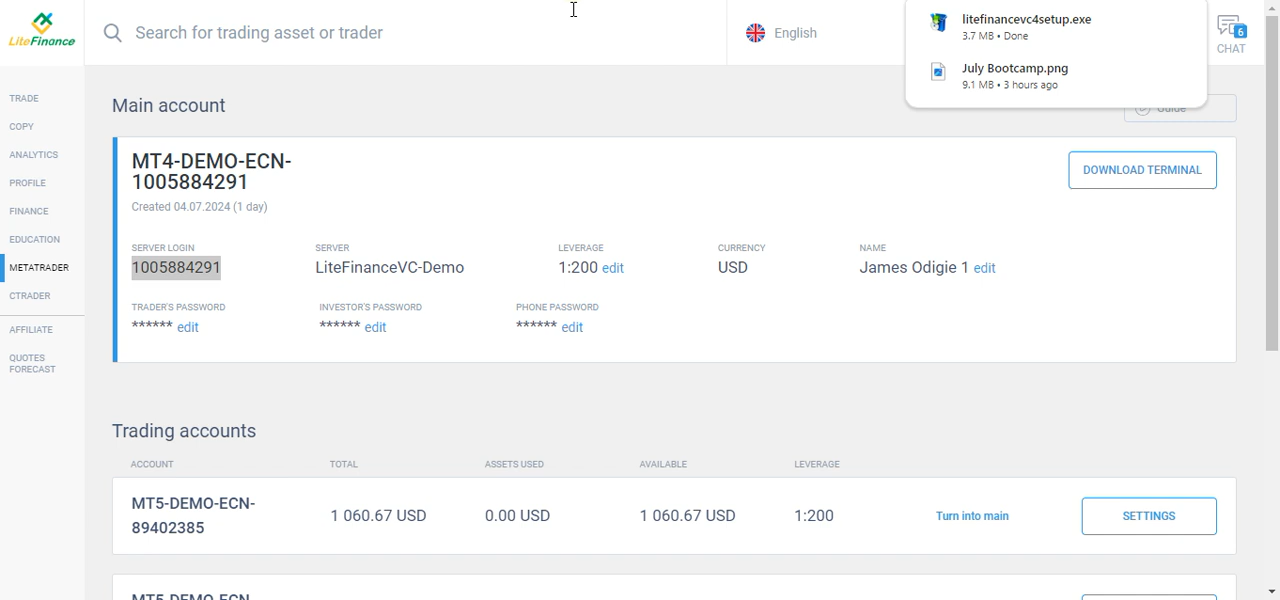 LiteFinance
Search for trading asset or trader
English
litefinancevc4setup.exe
3.7 MB • Done
July Bootcamp.png
9.1 MB • 3 hours ago
6
CHAT
TRADE
COPY
ANALYTICS
PROFILE
FINANCE
EDUCATION
METATRADER
CTRADER
AFFILIATE
QUOTES
FORECAST
Main account
Guide
MT4-DEMO-ECN-
1005884291
Created 04.07.2024 (1 day)
DOWNLOAD TERMINAL
SERVER LOGIN
1005884291
SERVER
LiteFinanceVC-Demo
LEVERAGE
1:200 edit
CURRENCY
USD
NAME
James Odigie 1 edit
TRADER'S PASSWORD
****** edit
INVESTOR'S PASSWORD
****** edit
PHONE PASSWORD
****** edit
Trading accounts
ACCOUNT TOTAL ASSETS USED AVAILABLE LEVERAGE
MT5-DEMO-ECN-
89402385
1 060.67 USD 0.00 USD 1 060.67 USD 1:200 Turn into main SETTINGS
MT5-DEMO-ECN-